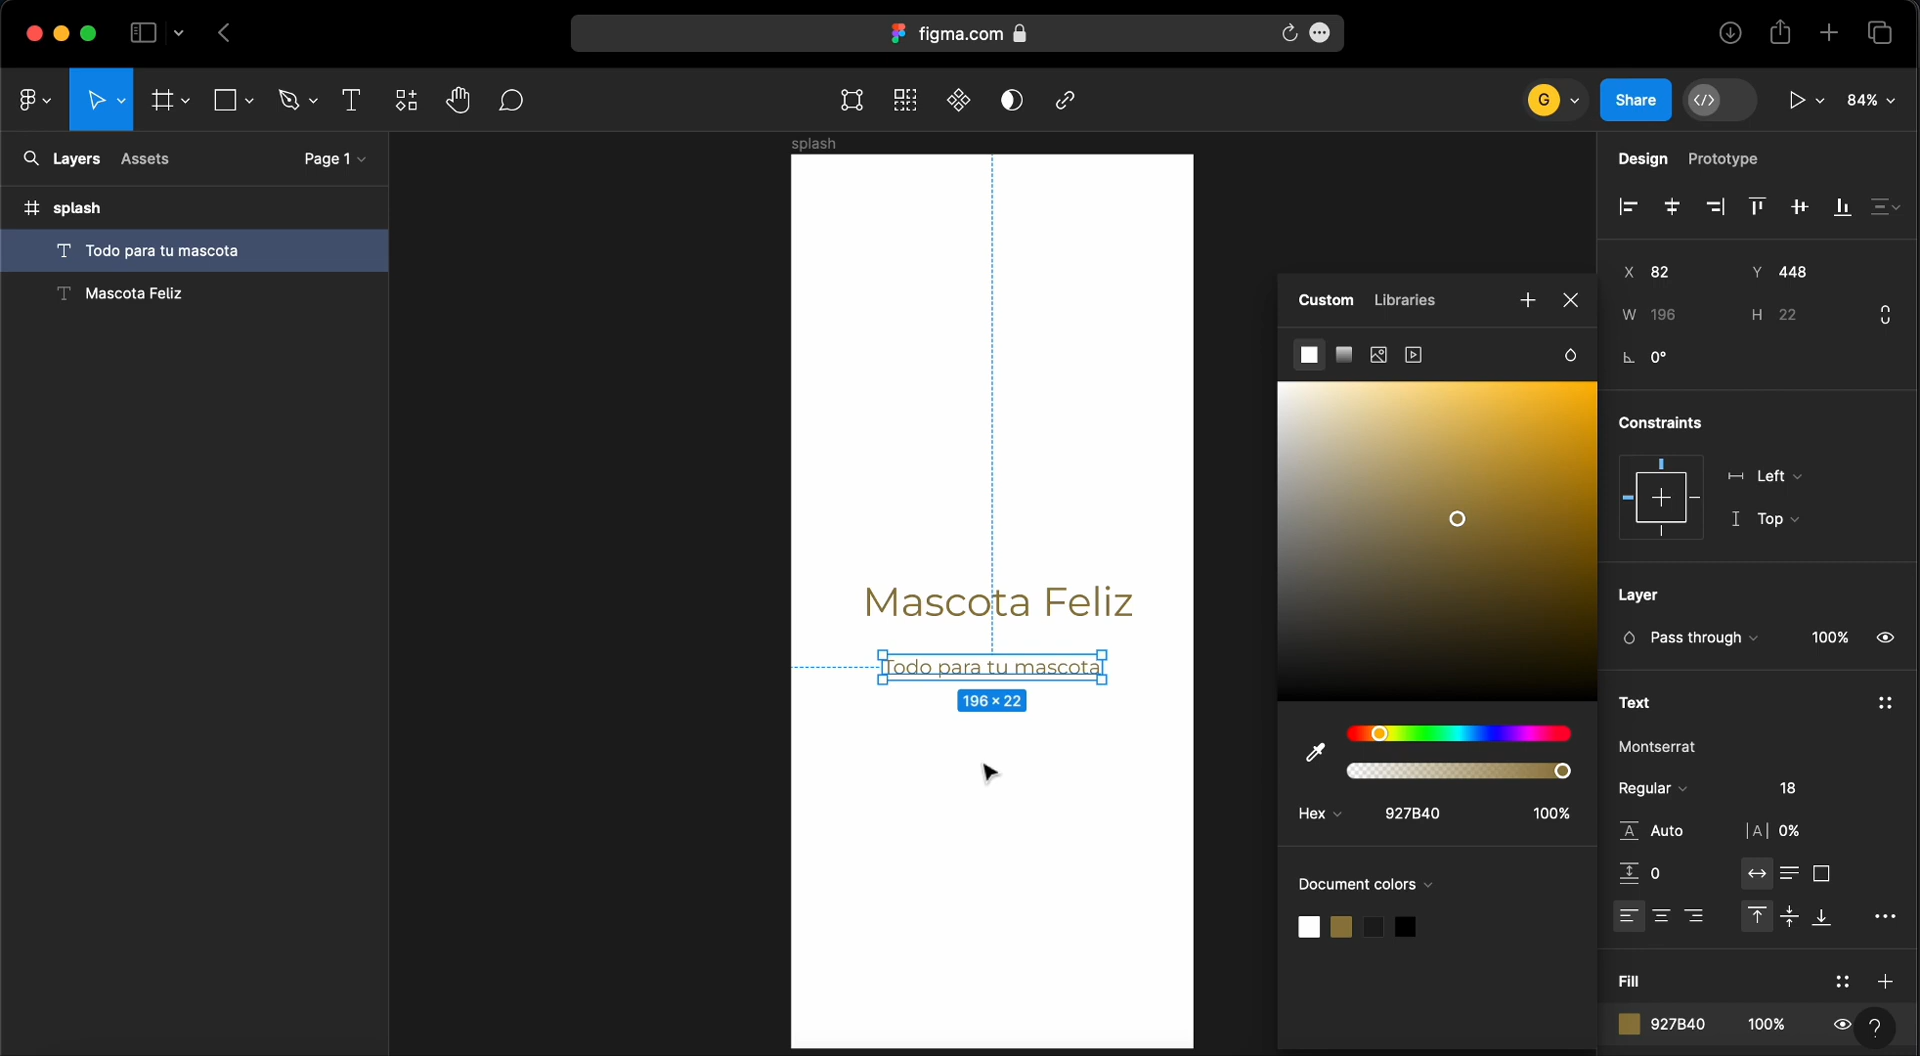 figma.com
G
Share
84%
Layers
Assets
Page 1
splash
Todo para tu mascota
Mascota Feliz
splash
Mascota Feliz
Todo para tu mascota
196 × 22
Custom
Libraries
Hex
927B40
100%
Document colors
Design
Prototype
X 82
Y 448
W 196
H 22
0°
Constraints
Left
Top
Layer
Pass through
100%
Text
Montserrat
Regular
18
A Auto
|A| 0%
0
Fill
927B40
100%
?